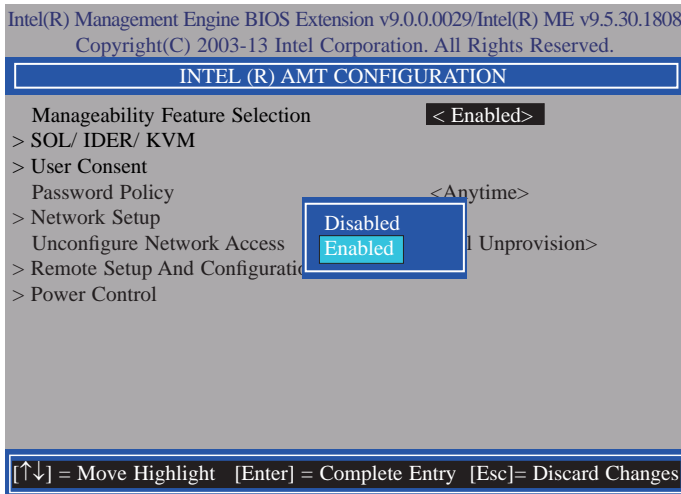 Intel(R) Management Engine BIOS Extension v9.0.0.0029/Intel(R) ME v9.5.30.1808
Copyright(C) 2003-13 Intel Corporation. All Rights Reserved.
INTEL (R) AMT CONFIGURATION
Manageability Feature Selection < Enabled>
> SOL/ IDER/ KVM
> User Consent
Password Policy <Anytime>
> Network Setup
Disabled
Unconfigure Network Access Enabled Unprovision>
> Remote Setup And
> Power Control
[↑↓] = Move Highlight [Enter] = Complete Entry [Esc]= Discard Changes